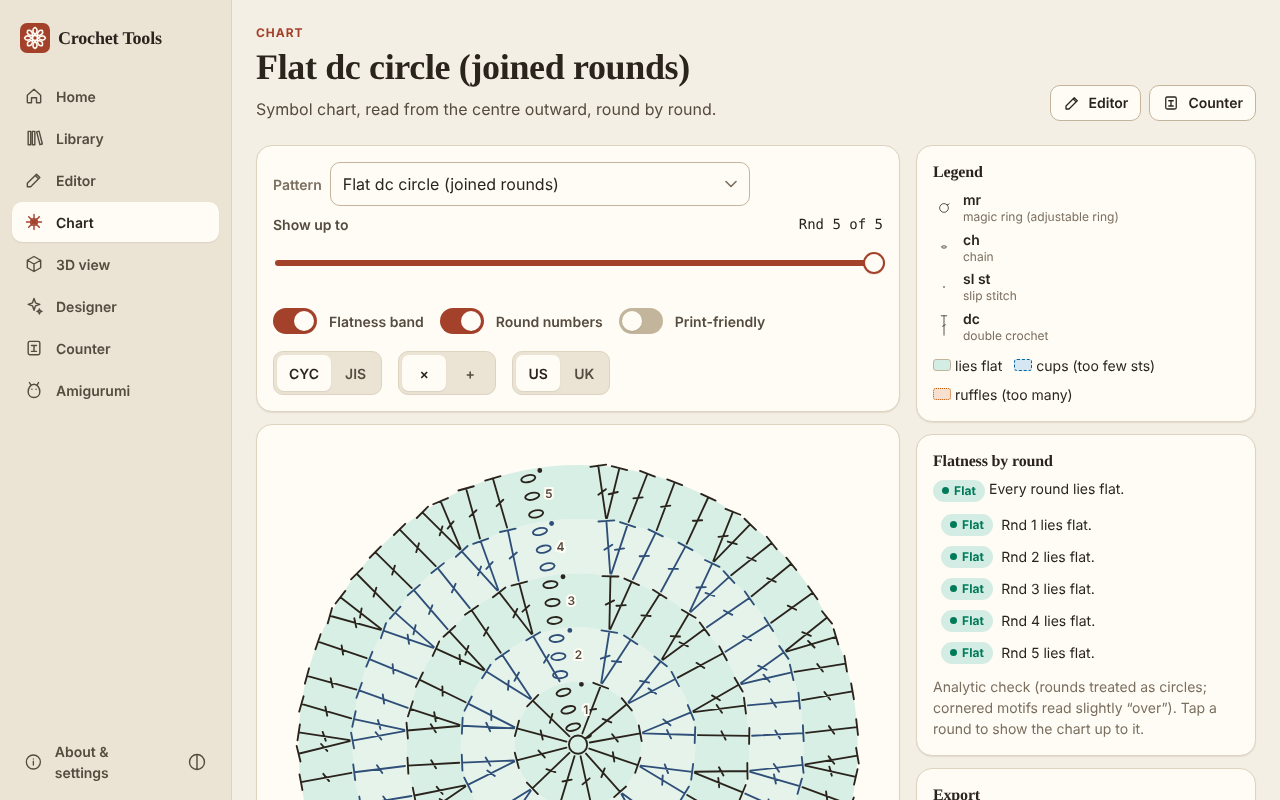 Crochet Tools
Home
Library
Editor
Chart
3D view
Designer
Counter
Amigurumi
About &
settings
CHART
Flat dc circle (joined rounds)
Symbol chart, read from the centre outward, round by round.
Editor
Counter
Pattern
Flat dc circle (joined rounds)
Show up to
Rnd 5 of 5
Flatness band
Round numbers
Print-friendly
CYC
JIS
×
+
US
UK
5
4
3
2
1
Legend
mr
magic ring (adjustable ring)
ch
chain
sl st
slip stitch
dc
double crochet
lies flat
cups (too few sts)
ruffles (too many)
Flatness by round
Flat Every round lies flat.
Flat Rnd 1 lies flat.
Flat Rnd 2 lies flat.
Flat Rnd 3 lies flat.
Flat Rnd 4 lies flat.
Flat Rnd 5 lies flat.
Analytic check (rounds treated as circles;
cornered motifs read slightly “over”). Tap a
round to show the chart up to it.
Export